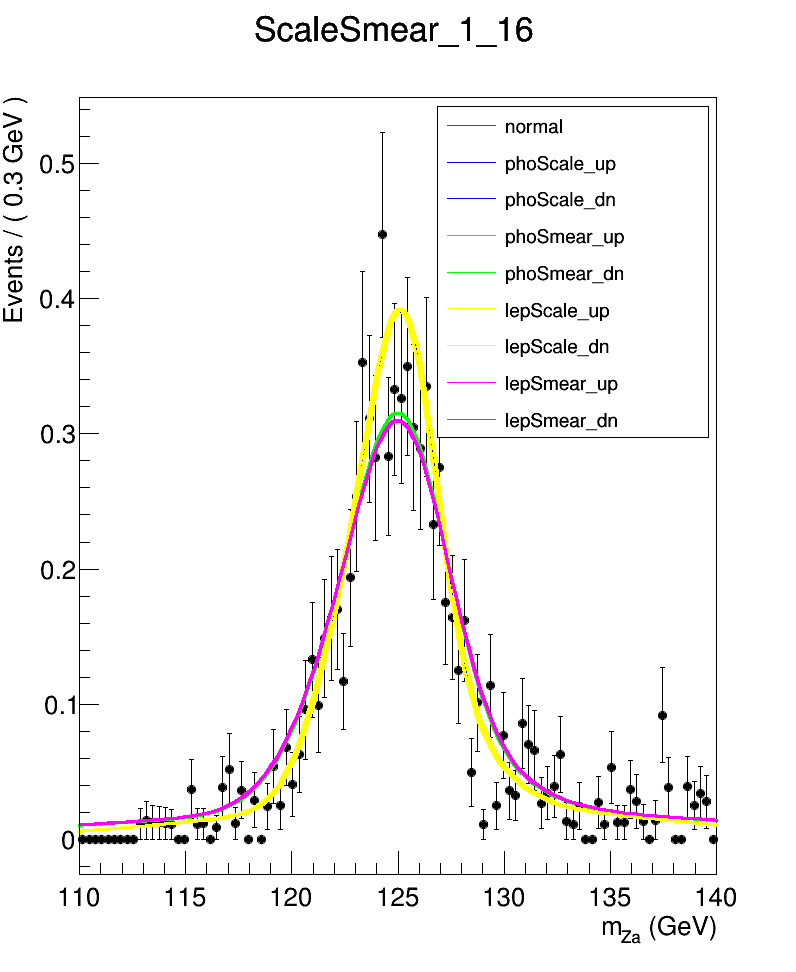 ScaleSmear_1_16
Events / ( 0.3 GeV )
0.5
0.4
0.3
0.2
0.1
0
normal
phoScale_up
phoScale_dn
phoSmear_up
phoSmear_dn
lepScale_up
lepScale_dn
lepSmear_up
lepSmear_dn
110 115 120 125 130 135 140
m_Za (GeV)